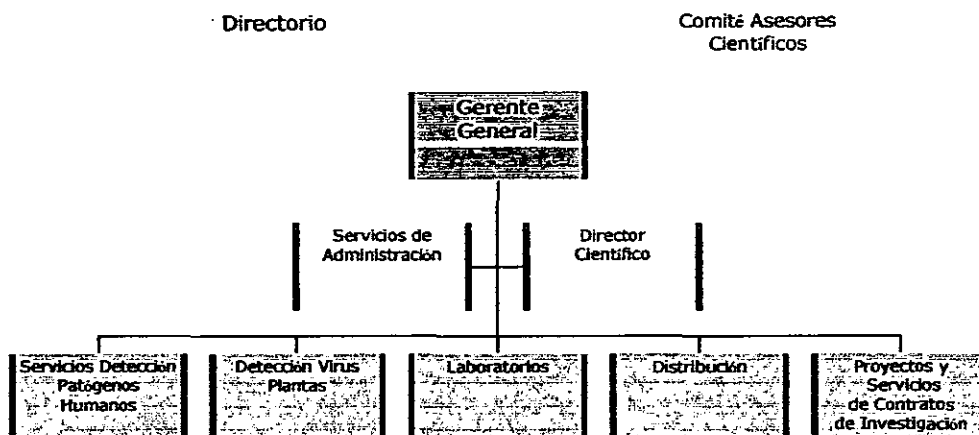 Directorio
Comité Asesores
Científicos
Gerente
General
Servicios de
Administración
Director
Científico
Servicios Detección
Patógenos
Humanos
Detección Virus
Plantas
Laboratorios
Distribución
Proyectos y
Servicios
de Contratos
de Investigación